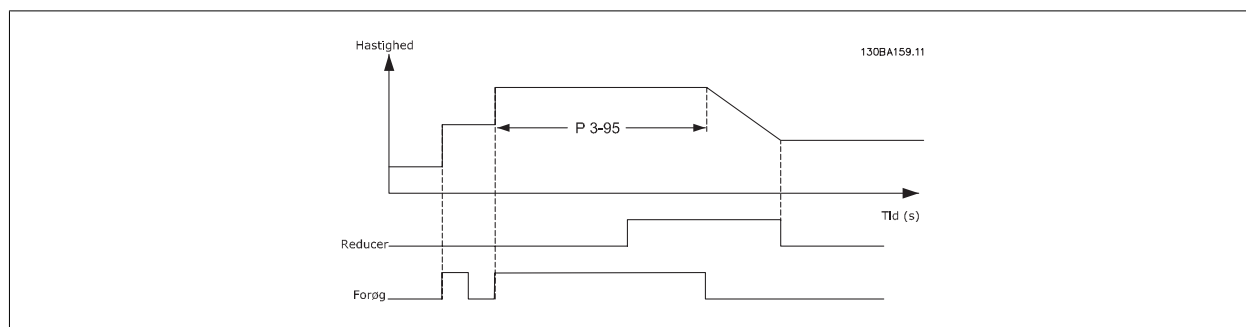 Hastighed
130BA159.11
P 3-95
Tid (s)
Reducer
Forøg